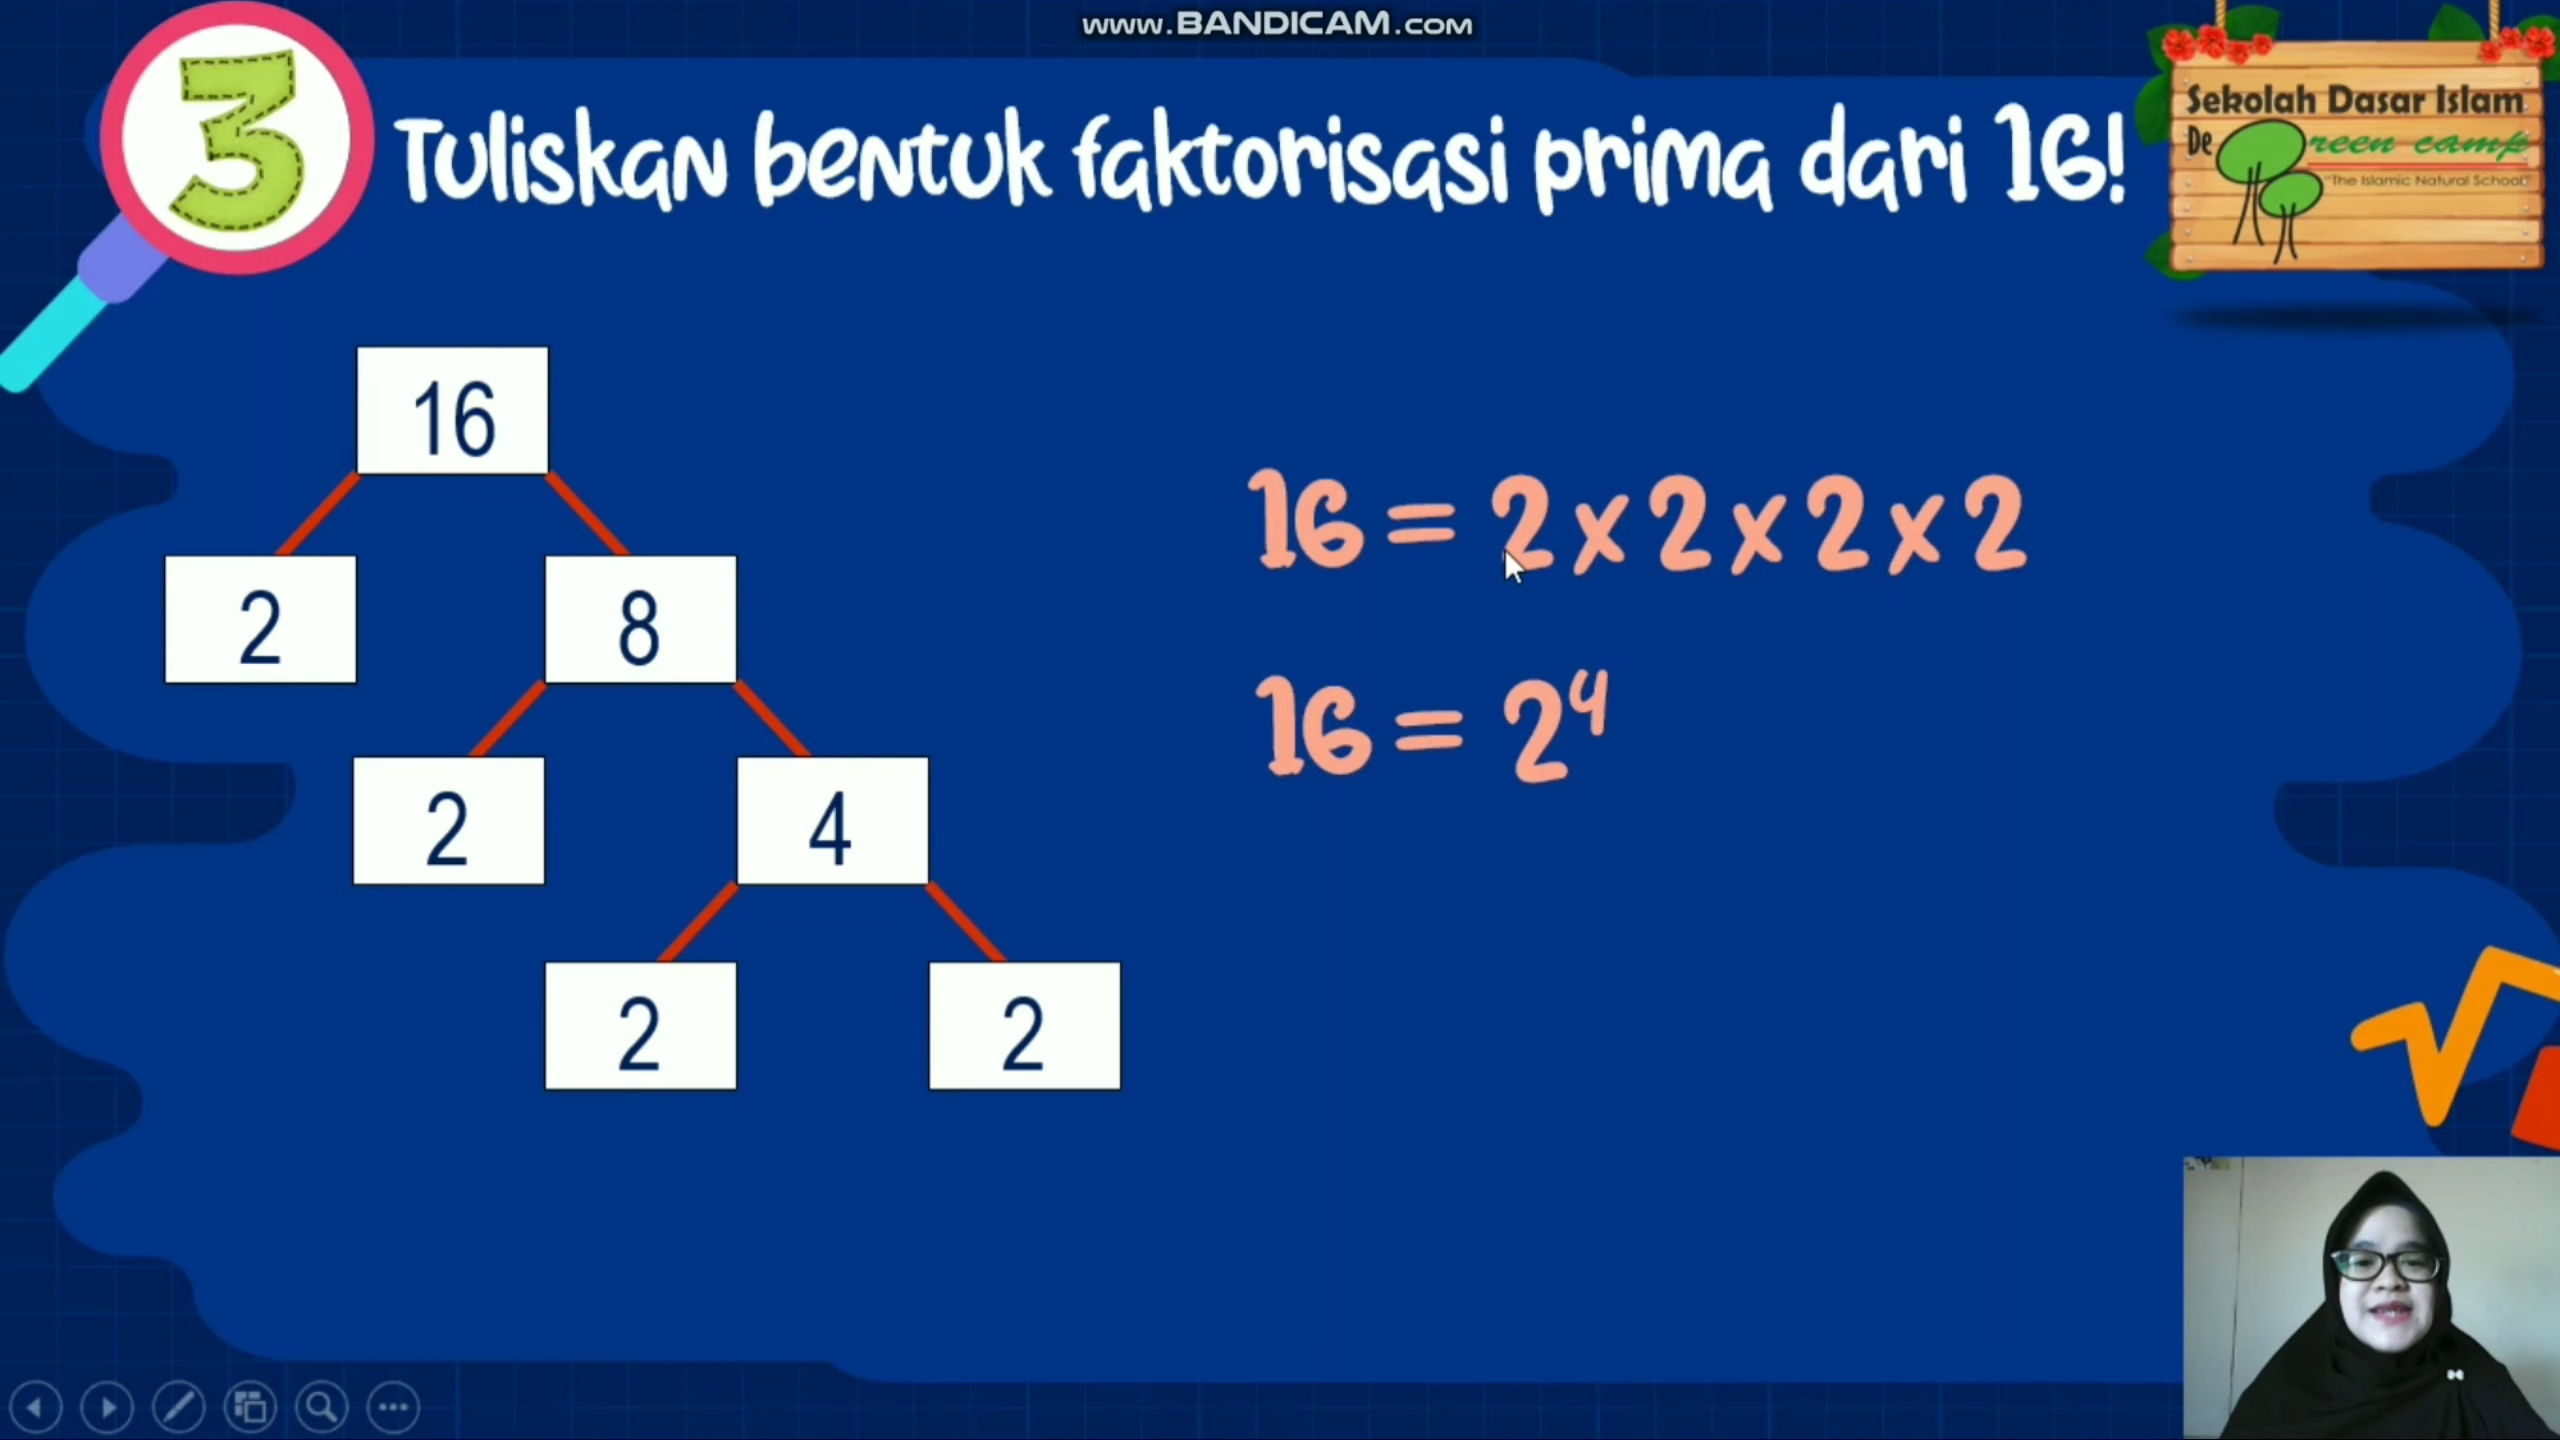 www.BANDICAM.com
3
Tuliskan bentuk faktorisasi prima dari 16!
Sekolah Dasar Islam
De Green camp
"The Islamic Natural School"
16
2
8
2
4
2
2
16 = 2 x 2 x 2 x 2
16 = 2⁴